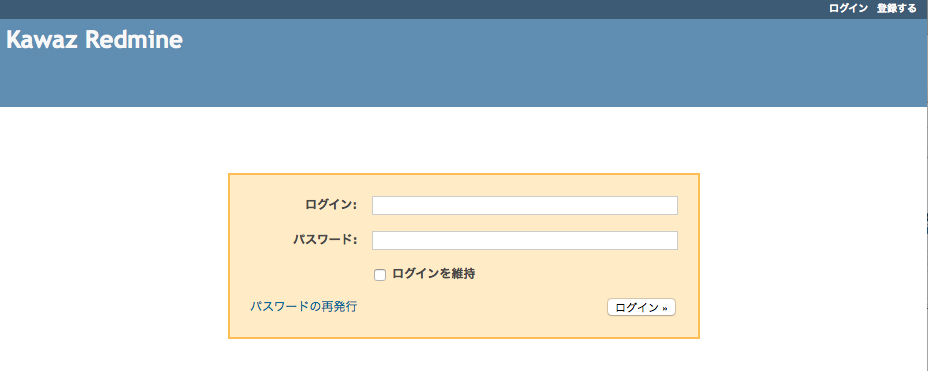 ログイン 登録する
Kawaz Redmine
ログイン:
パスワード:
ログインを維持
パスワードの再発行 ログイン »